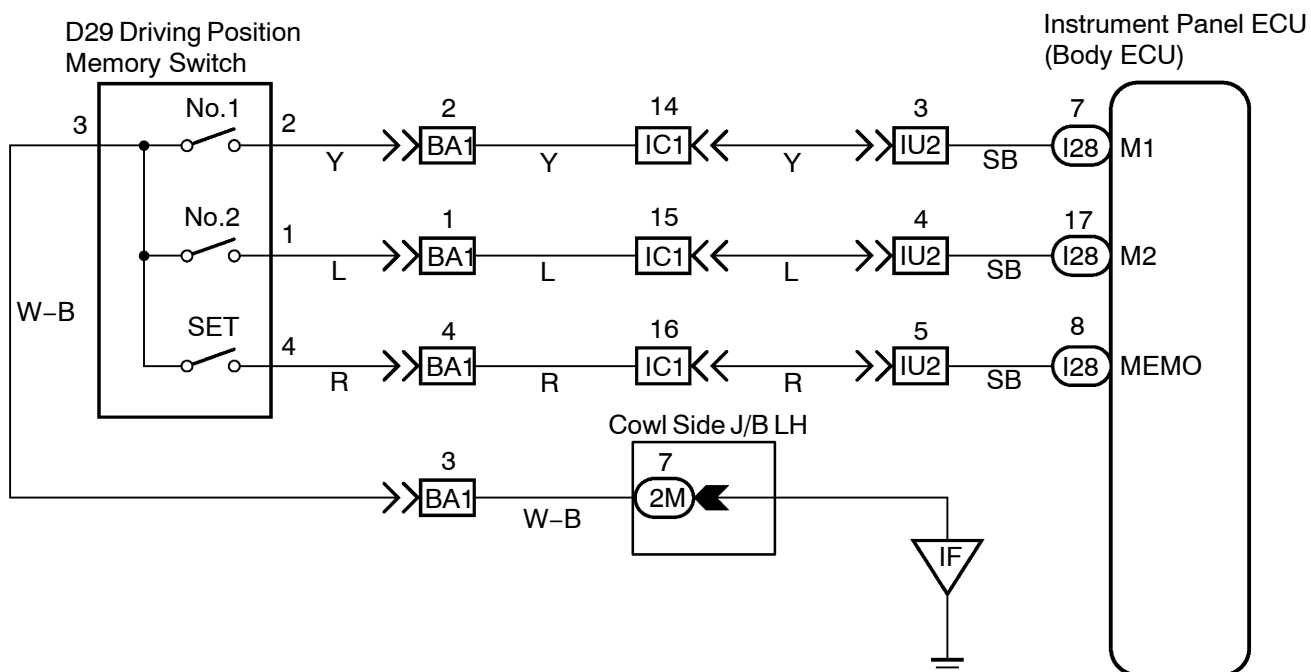 D29 Driving Position
Memory Switch
Instrument Panel ECU
(Body ECU)
3
No.1
2
Y
2
BA1
Y
14
IC1
Y
3
IU2
SB
7
I28
M1
No.2
1
L
1
BA1
L
15
IC1
L
4
IU2
SB
17
I28
M2
W−B
SET
4
R
4
BA1
R
16
IC1
R
5
IU2
SB
8
I28
MEMO
Cowl Side J/B LH
3
BA1
W−B
7
2M
IF